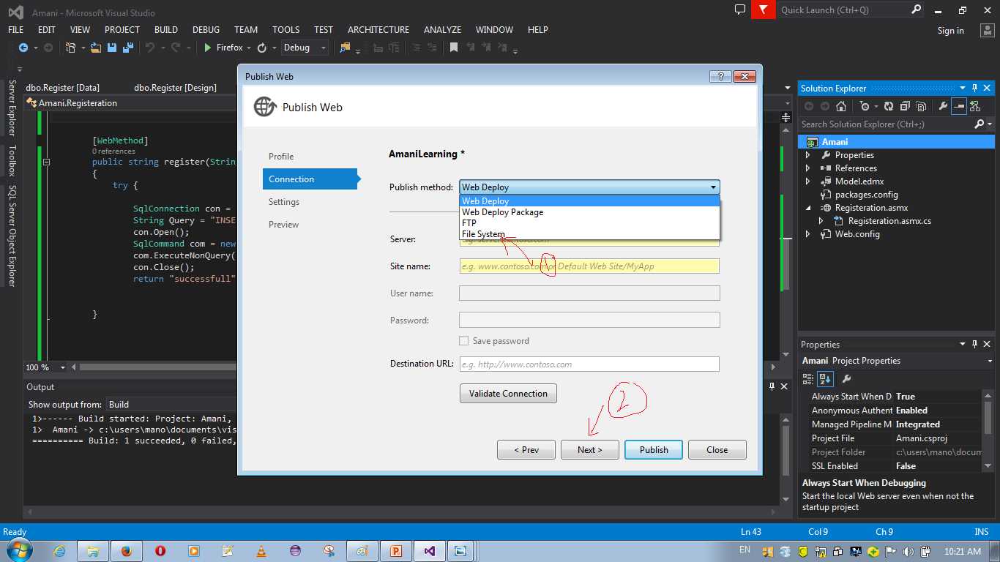 Amani - Microsoft Visual Studio
Quick Launch (Ctrl+Q)
FILE EDIT VIEW PROJECT BUILD DEBUG TEAM TOOLS TEST ARCHITECTURE ANALYZE WINDOW HELP
Sign in
Firefox
Debug
Server Explorer
Toolbox
SQL Server Object Explorer
dbo.Register [Data]
dbo.Register [Design]
Amani.Registeration
[WebMethod]
0 references
public string register(Strin
{
try {
SqlConnection con =
String Query = "INSE
con.Open();
SqlCommand com = new
com.ExecuteNonQuery(
con.Close();
return "successfull"
}
100 %
Output
Show output from: Build
1>------ Build started: Project: Amani,
1> Amani -> c:\users\mano\documents\vis
========== Build: 1 succeeded, 0 failed,
Publish Web
?
Publish Web
Profile
Connection
Settings
Preview
AmaniLearning *
Publish method: Web Deploy
Web Deploy
Web Deploy Package
FTP
File System
Server: e.g. server.contoso.com
1
Site name: e.g. www.contoso.com or Default Web Site/MyApp
User name:
Password:
Save password
Destination URL: e.g. http://www.contoso.com
Validate Connection
2
< Prev
Next >
Publish
Close
Solution Explorer
Search Solution Explorer (Ctrl+;)
Amani
Properties
References
Model.edmx
packages.config
Registeration.asmx
Registeration.asmx.cs
Web.config
Properties
Amani Project Properties
Always Start When D True
Anonymous Authent Enabled
Managed Pipeline M Integrated
Project File Amani.csproj
Project Folder c:\users\mano\docum
SSL Enabled False
Always Start When Debugging
Start the local Web server even when not the
startup project
Ready
Ln 43
Col 9
Ch 9
INS
EN
10:21 AM